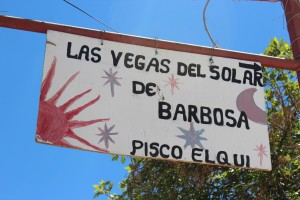 LAS VEGAS DEL SOLAR
DE
BARBOSA
PISCO ELQUI